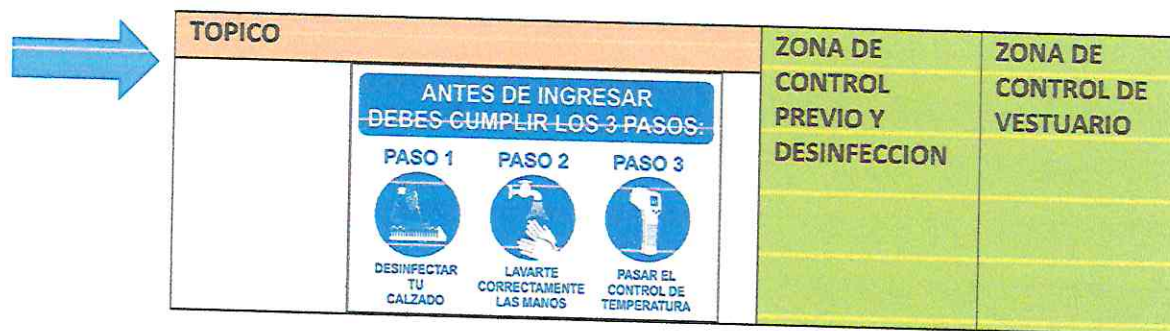 TOPICO
ANTES DE INGRESAR
DEBES CUMPLIR LOS 3 PASOS:
PASO 1
DESINFECTAR
TU
CALZADO
PASO 2
LAVARTE
CORRECTAMENTE
LAS MANOS
PASO 3
PASAR EL
CONTROL DE
TEMPERATURA
ZONA DE
CONTROL
PREVIO Y
DESINFECCION
ZONA DE
CONTROL DE
VESTUARIO